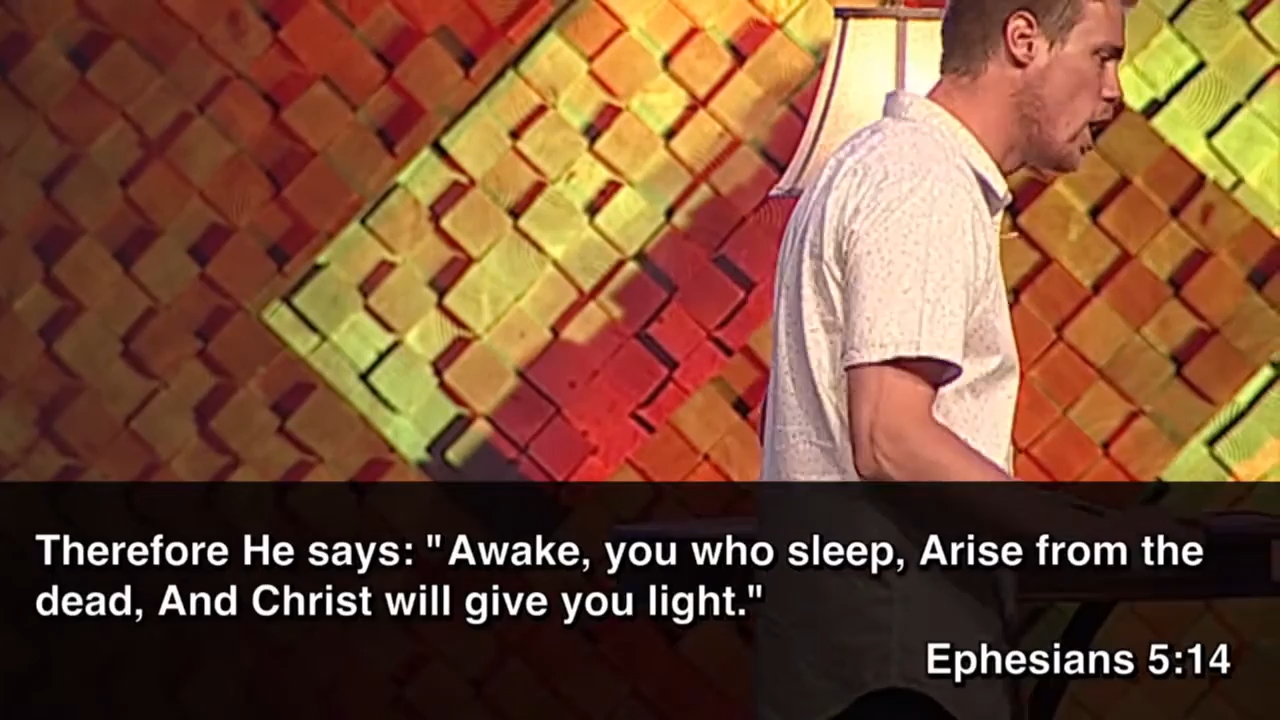 Therefore He says: "Awake, you who sleep, Arise from the
dead, And Christ will give you light."
Ephesians 5:14